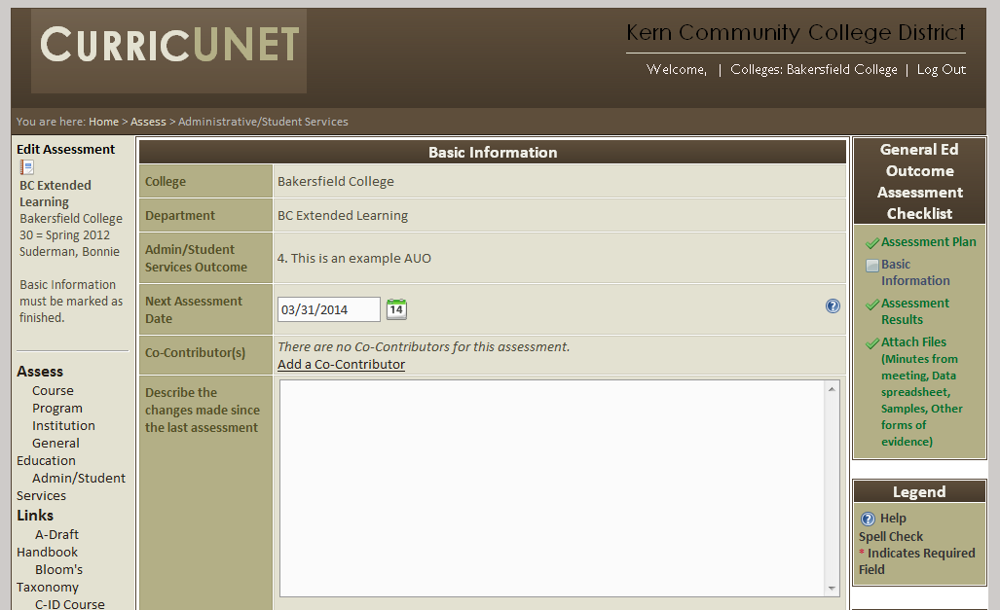 CURRICUNET
Kern Community College District
Welcome, | Colleges: Bakersfield College | Log Out
You are here: Home > Assess > Administrative/Student Services
Edit Assessment
BC Extended
Learning
Bakersfield College
30 = Spring 2012
Suderman, Bonnie
Basic Information
must be marked as
finished.
Assess
Course
Program
Institution
General
Education
Admin/Student
Services
Links
A-Draft
Handbook
Bloom's
Taxonomy
C-ID Course
Basic Information
College
Bakersfield College
Department
BC Extended Learning
Admin/Student
Services Outcome
4. This is an example AUO
Next Assessment
Date
03/31/2014
14
?
Co-Contributor(s)
There are no Co-Contributors for this assessment.
Add a Co-Contributor
Describe the
changes made since
the last assessment
General Ed
Outcome
Assessment
Checklist
Assessment Plan
Basic
Information
Assessment
Results
Attach Files
(Minutes from
meeting, Data
spreadsheet,
Samples, Other
forms of
evidence)
Legend
? Help
Spell Check
* Indicates Required
Field